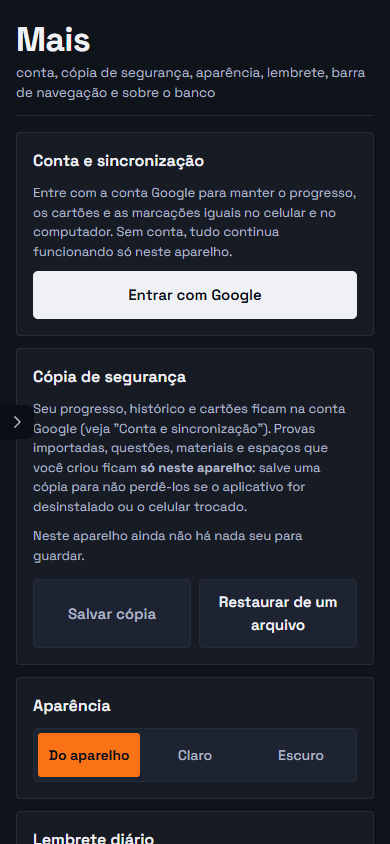 Mais
conta, cópia de segurança, aparência, lembrete, barra
de navegação e sobre o banco
Conta e sincronização
Entre com a conta Google para manter o progresso,
os cartões e as marcações iguais no celular e no
computador. Sem conta, tudo continua
funcionando só neste aparelho.
Entrar com Google
Cópia de segurança
Seu progresso, histórico e cartões ficam na conta
Google (veja "Conta e sincronização"). Provas
importadas, questões, materiais e espaços que
você criou ficam só neste aparelho: salve uma
cópia para não perdê-los se o aplicativo for
desinstalado ou o celular trocado.
Neste aparelho ainda não há nada seu para
guardar.
Salvar cópia
Restaurar de um
arquivo
Aparência
Do aparelho Claro Escuro
Lembrete diário